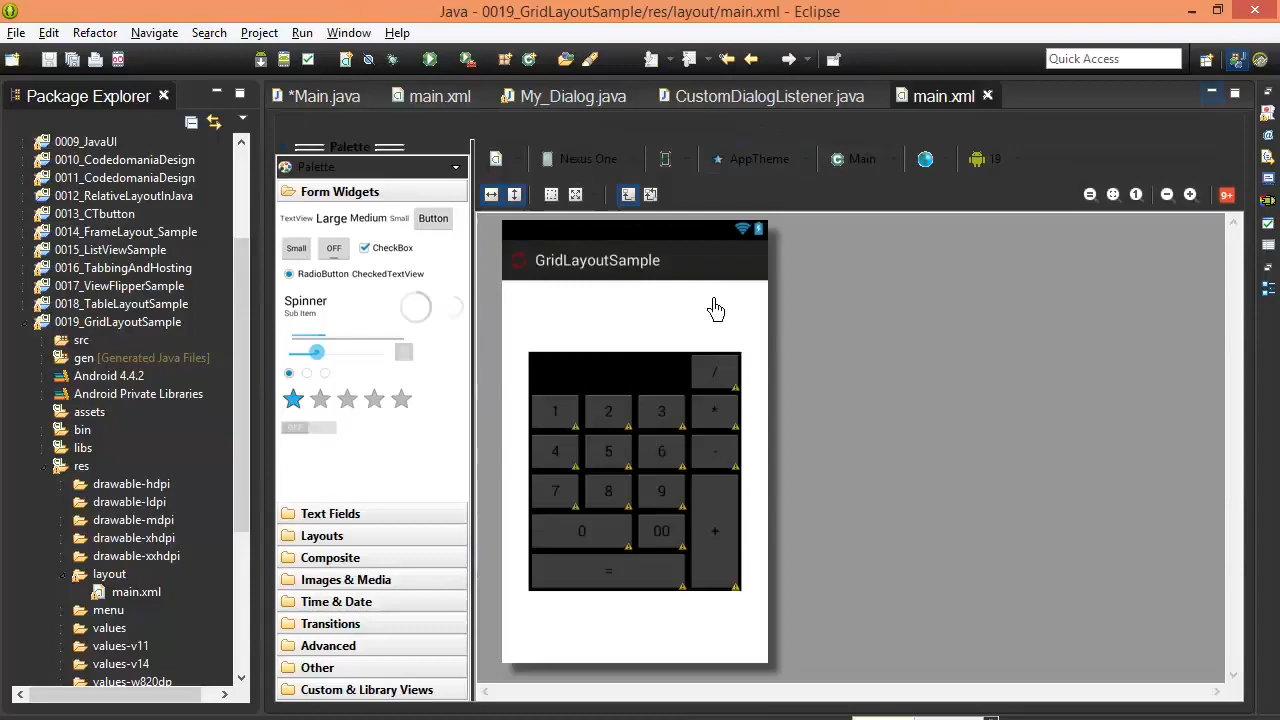 Java - 0019_GridLayoutSample/res/layout/main.xml - Eclipse
File Edit Refactor Navigate Search Project Run Window Help
Quick Access
Package Explorer
*Main.java main.xml My_Dialog.java CustomDialogListener.java main.xml
0009_JavaUI
0010_CodedomaniaDesign
0011_CodedomaniaDesign
0012_RelativeLayoutInJava
0013_CTbutton
0014_FrameLayout_Sample
0015_ListViewSample
0016_TabbingAndHosting
0017_ViewFlipperSample
0018_TableLayoutSample
0019_GridLayoutSample
src
gen [Generated Java Files]
Android 4.4.2
Android Private Libraries
assets
bin
libs
res
drawable-hdpi
drawable-ldpi
drawable-mdpi
drawable-xhdpi
drawable-xxhdpi
layout
main.xml
menu
values
values-v11
values-v14
values-w820dp
Palette
Palette
Form Widgets
TextView Large Medium Small Button
Small OFF CheckBox
RadioButton CheckedTextView
Spinner
Sub Item
OFF
Text Fields
Layouts
Composite
Images & Media
Time & Date
Transitions
Advanced
Other
Custom & Library Views
Nexus One AppTheme Main 19
1 9+
GridLayoutSample
/
1 2 3 *
4 5 6 -
7 8 9
0 00 +
=